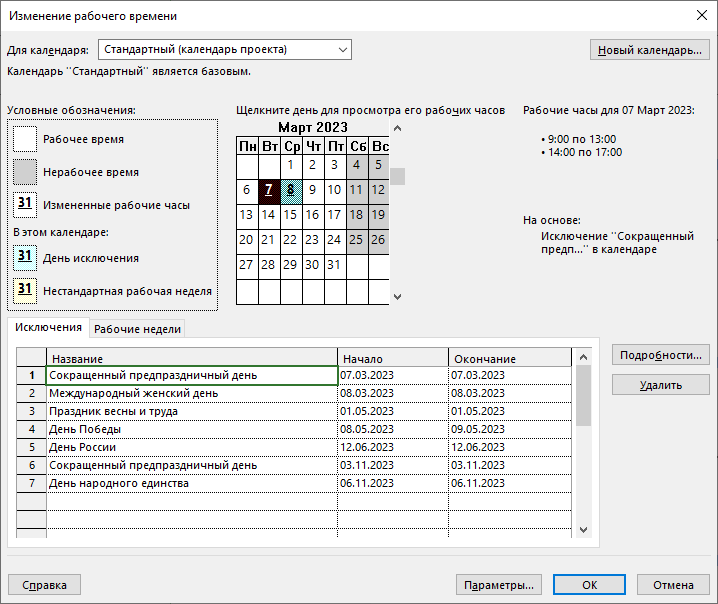 Изменение рабочего времени
Для календаря: Стандартный (календарь проекта) Новый календарь...
Календарь "Стандартный" является базовым.
Условные обозначения:
Рабочее время
Нерабочее время
31 Измененные рабочие часы
В этом календаре:
31 День исключения
31 Нестандартная рабочая неделя
Щелкните день для просмотра его рабочих часов
Март 2023
Пн Вт Ср Чт Пт Сб Вс
1 2 3 4 5
6 7 8 9 10 11 12
13 14 15 16 17 18 19
20 21 22 23 24 25 26
27 28 29 30 31
Рабочие часы для 07 Март 2023:
• 9:00 по 13:00
• 14:00 по 17:00
На основе:
Исключение "Сокращенный
предп..." в календаре
Исключения Рабочие недели
Название Начало Окончание
1 Сокращенный предпраздничный день 07.03.2023 07.03.2023
2 Международный женский день 08.03.2023 08.03.2023
3 Праздник весны и труда 01.05.2023 01.05.2023
4 День Победы 08.05.2023 09.05.2023
5 День России 12.06.2023 12.06.2023
6 Сокращенный предпраздничный день 03.11.2023 03.11.2023
7 День народного единства 06.11.2023 06.11.2023
Подробности...
Удалить
Справка Параметры... ОК Отмена